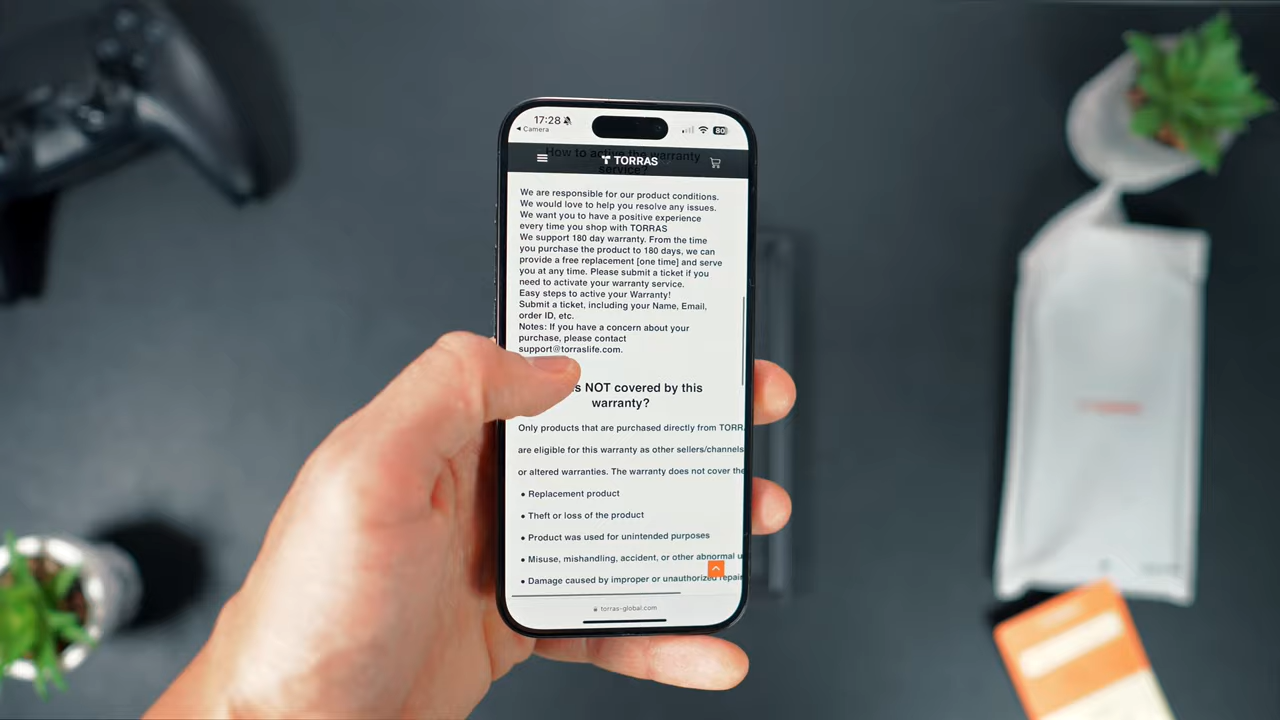 17:28
Camera
80
How to active the warranty
service?
TORRAS
We are responsible for our product conditions.
We would love to help you resolve any issues.
We want you to have a positive experience
every time you shop with TORRAS
We support 180 day warranty. From the time
you purchase the product to 180 days, we can
provide a free replacement [one time] and serve
you at any time. Please submit a ticket if you
need to activate your warranty service.
Easy steps to active your Warranty!
Submit a ticket, including your Name, Email,
order ID, etc.
Notes: If you have a concern about your
purchase, please contact
support@torraslife.com.
NOT covered by this
warranty?
Only products that are purchased directly from TORR
are eligible for this warranty as other sellers/channels
or altered warranties. The warranty does not cover the
• Replacement product
• Theft or loss of the product
• Product was used for unintended purposes
• Misuse, mishandling, accident, or other abnormal u
• Damage caused by improper or unauthorized repair
torras-global.com